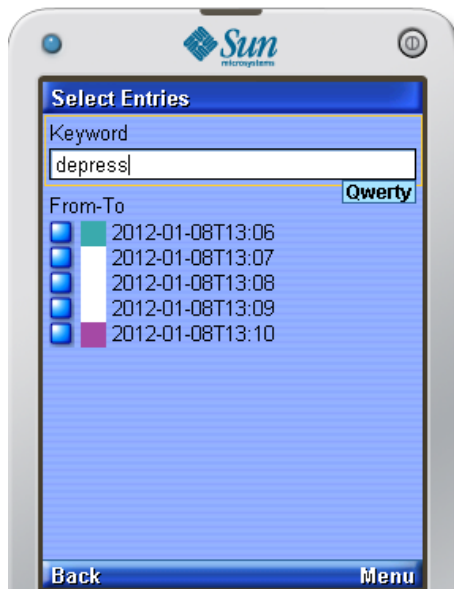 Sun
microsystems
Select Entries
Keyword
depress
Qwerty
From-To
2012-01-08T13:06
2012-01-08T13:07
2012-01-08T13:08
2012-01-08T13:09
2012-01-08T13:10
Back Menu